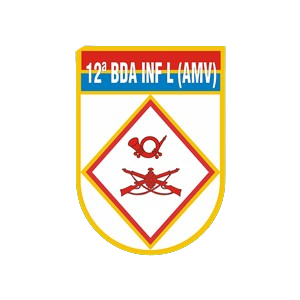 12ª BDA INF L (AMV)